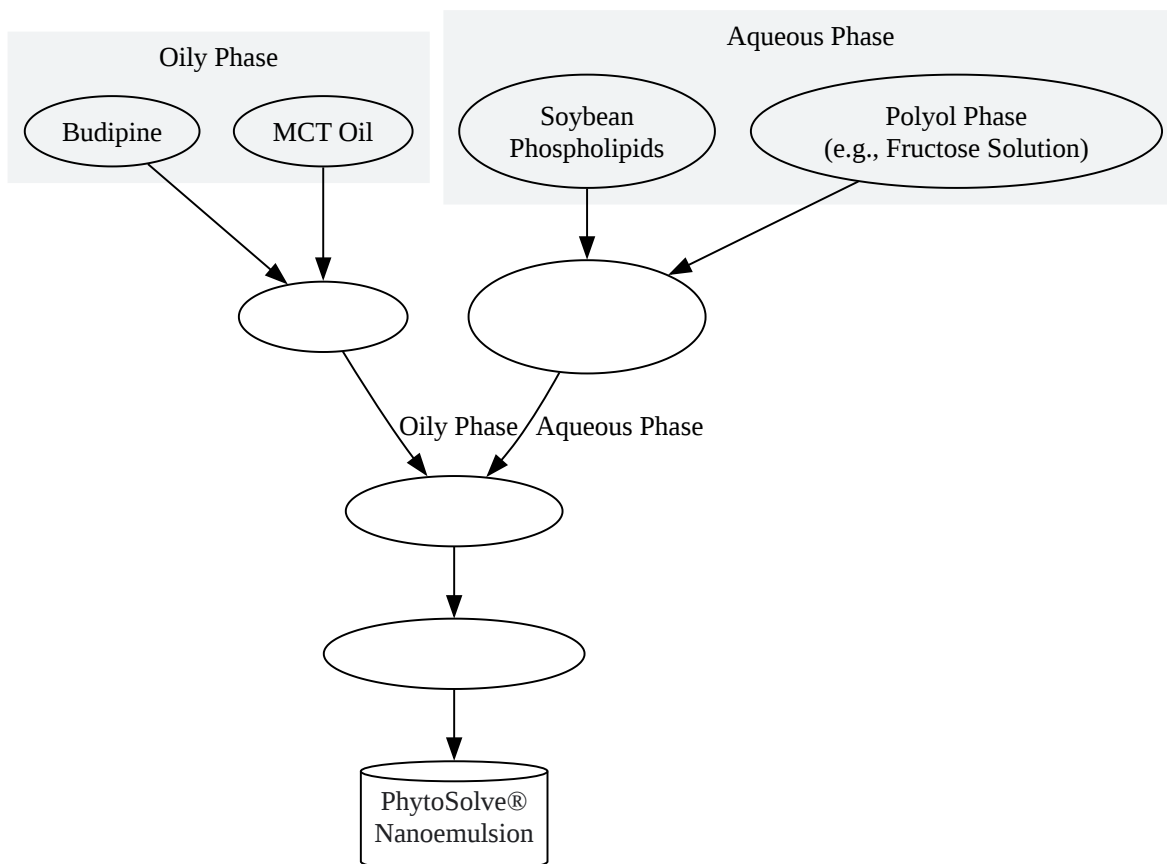 Aqueous Phase
Oily Phase
Budipine
MCT Oil
Soybean
Phospholipids
Polyol Phase
(e.g., Fructose Solution)
Oily Phase
Aqueous Phase
PhytoSolve®
Nanoemulsion